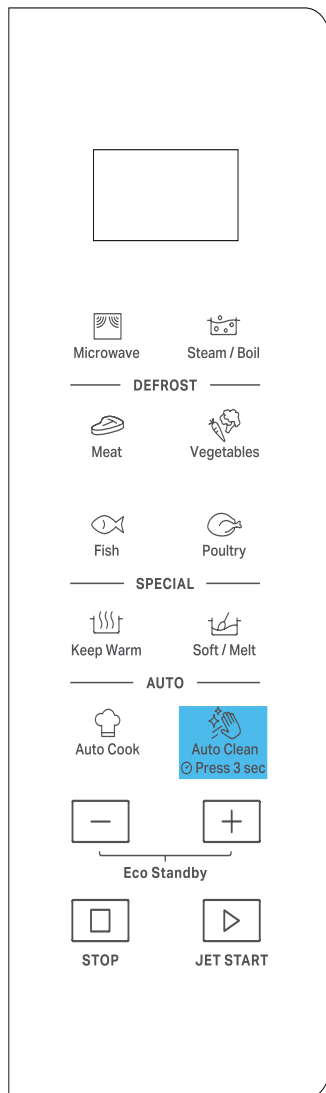 Microwave Steam / Boil
DEFROST
Meat Vegetables
Fish Poultry
SPECIAL
Keep Warm Soft / Melt
AUTO
Auto Cook Auto Clean
Press 3 sec
Eco Standby
STOP JET START